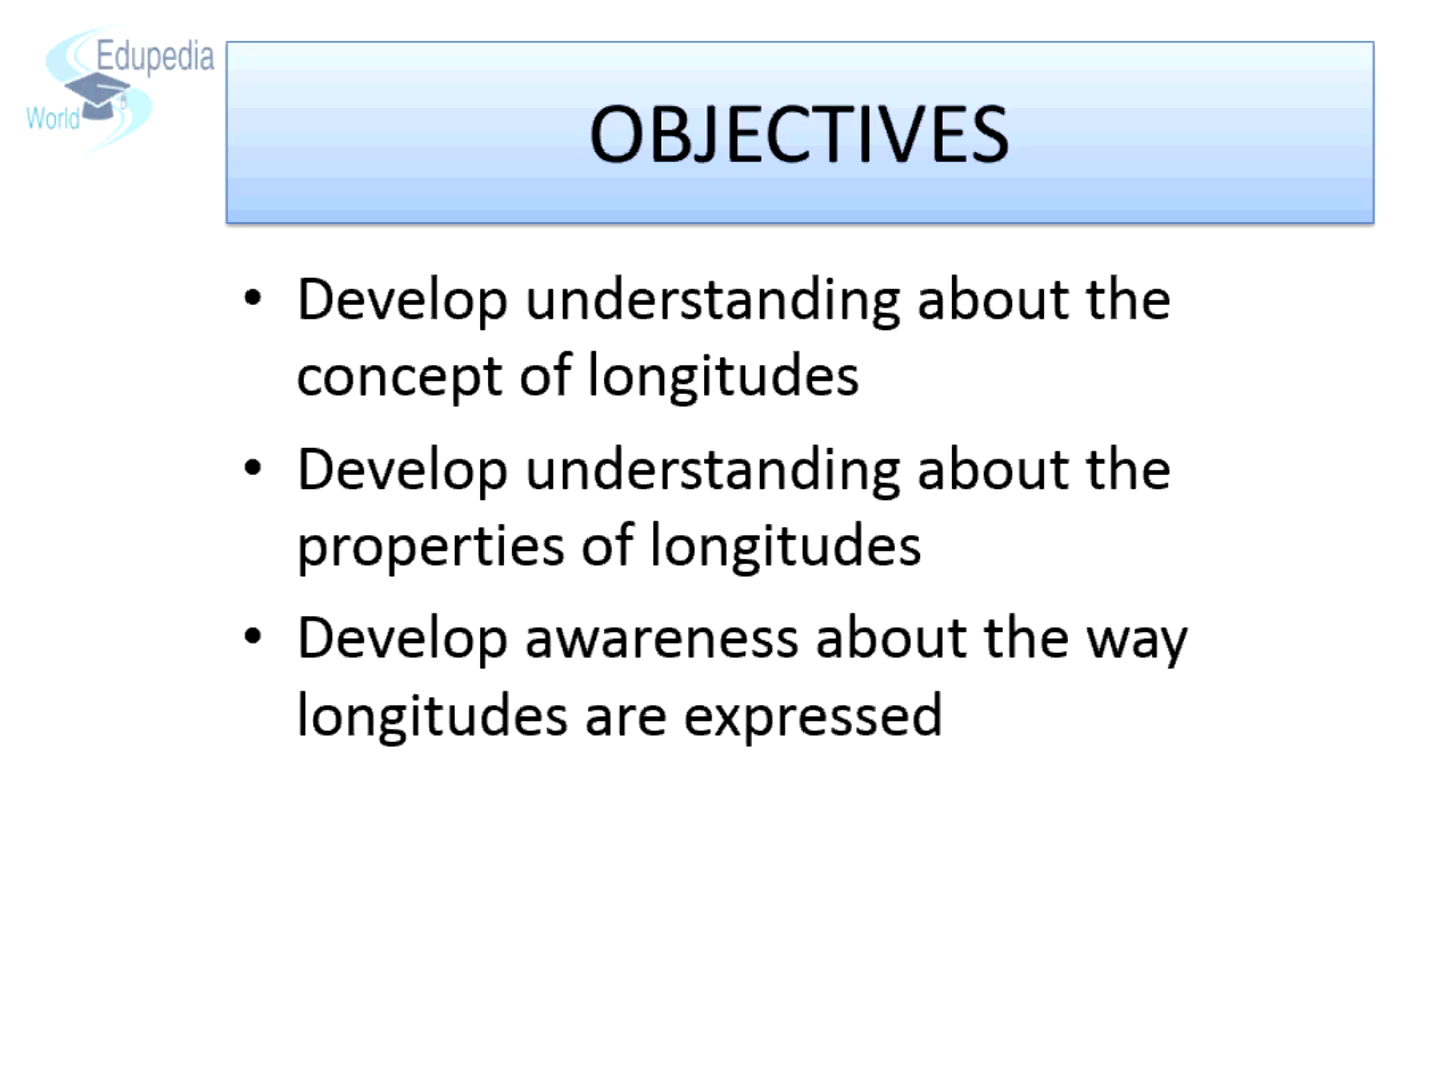 Edupedia
World
OBJECTIVES
• Develop understanding about the
concept of longitudes
• Develop understanding about the
properties of longitudes
• Develop awareness about the way
longitudes are expressed